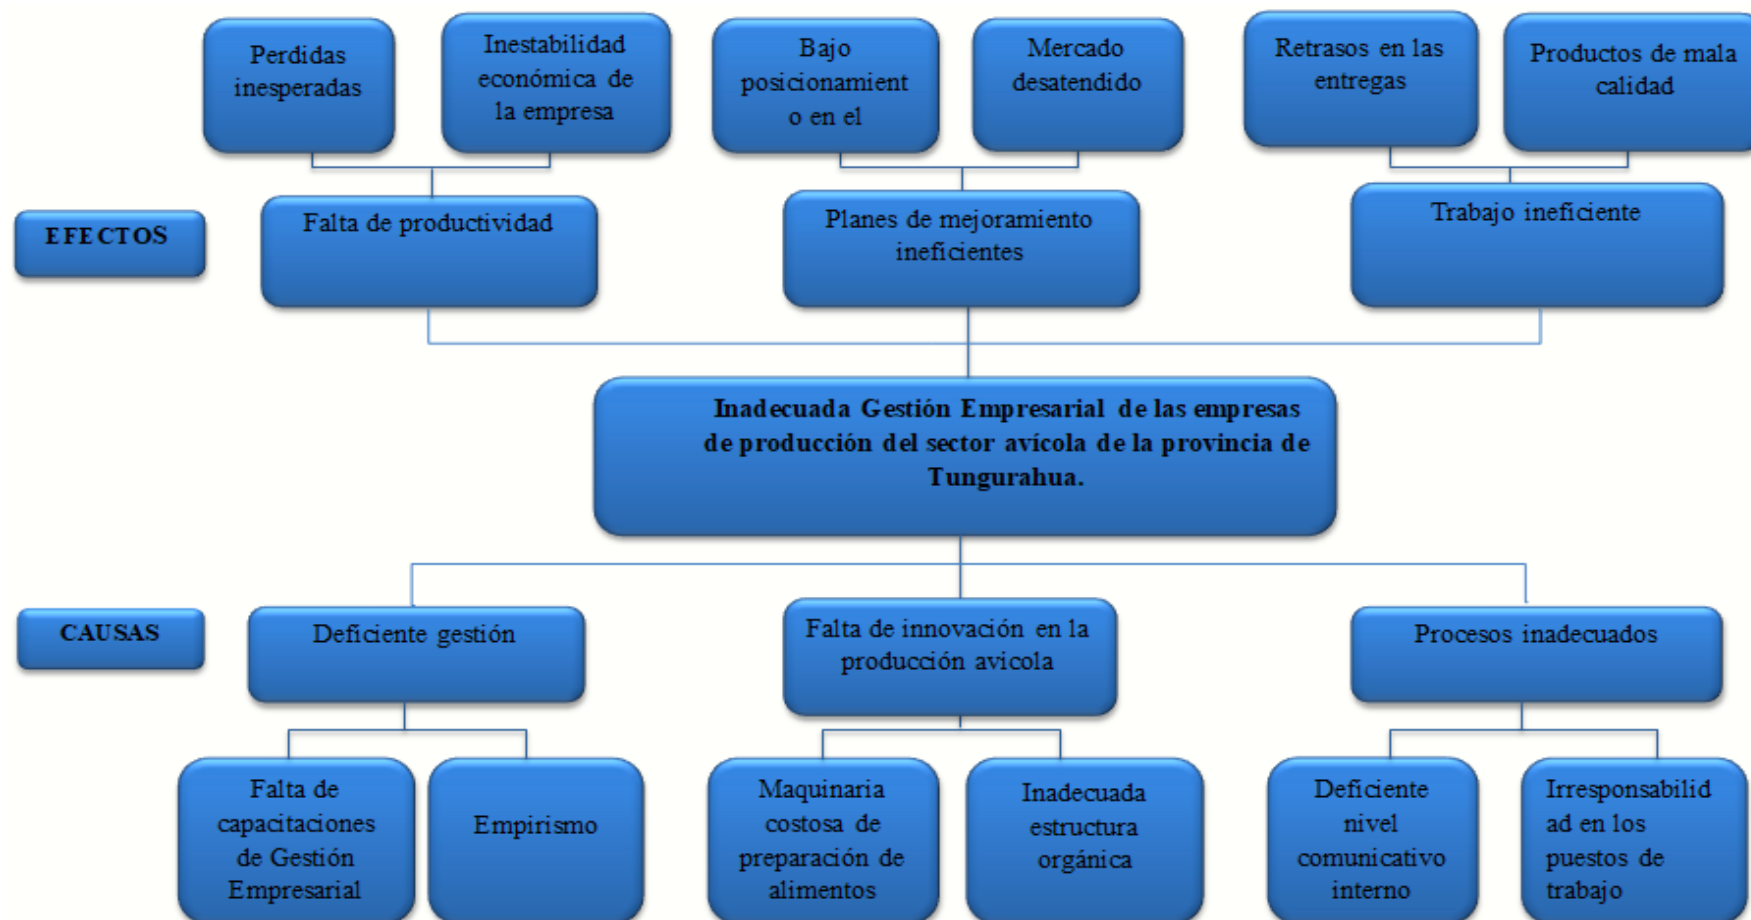 Perdidas
inesperadas
Inestabilidad
económica de
la empresa
Bajo
posicionamient
o en el
Mercado
desatendido
Retrasos en las
entregas
Productos de mala
calidad
EFECTOS
Falta de productividad
Planes de mejoramiento
ineficientes
Trabajo ineficiente
Inadecuada Gestión Empresarial de las empresas
de producción del sector avícola de la provincia de
Tungurahua.
CAUSAS
Deficiente gestión
Falta de innovación en la
producción avicola
Procesos inadecuados
Falta de
capacitaciones
de Gestión
Empresarial
Empirismo
Maquinaria
costosa de
preparación de
alimentos
Inadecuada
estructura
orgánica
Deficiente
nivel
comunicativo
interno
Irresponsabilid
ad en los
puestos de
trabajo